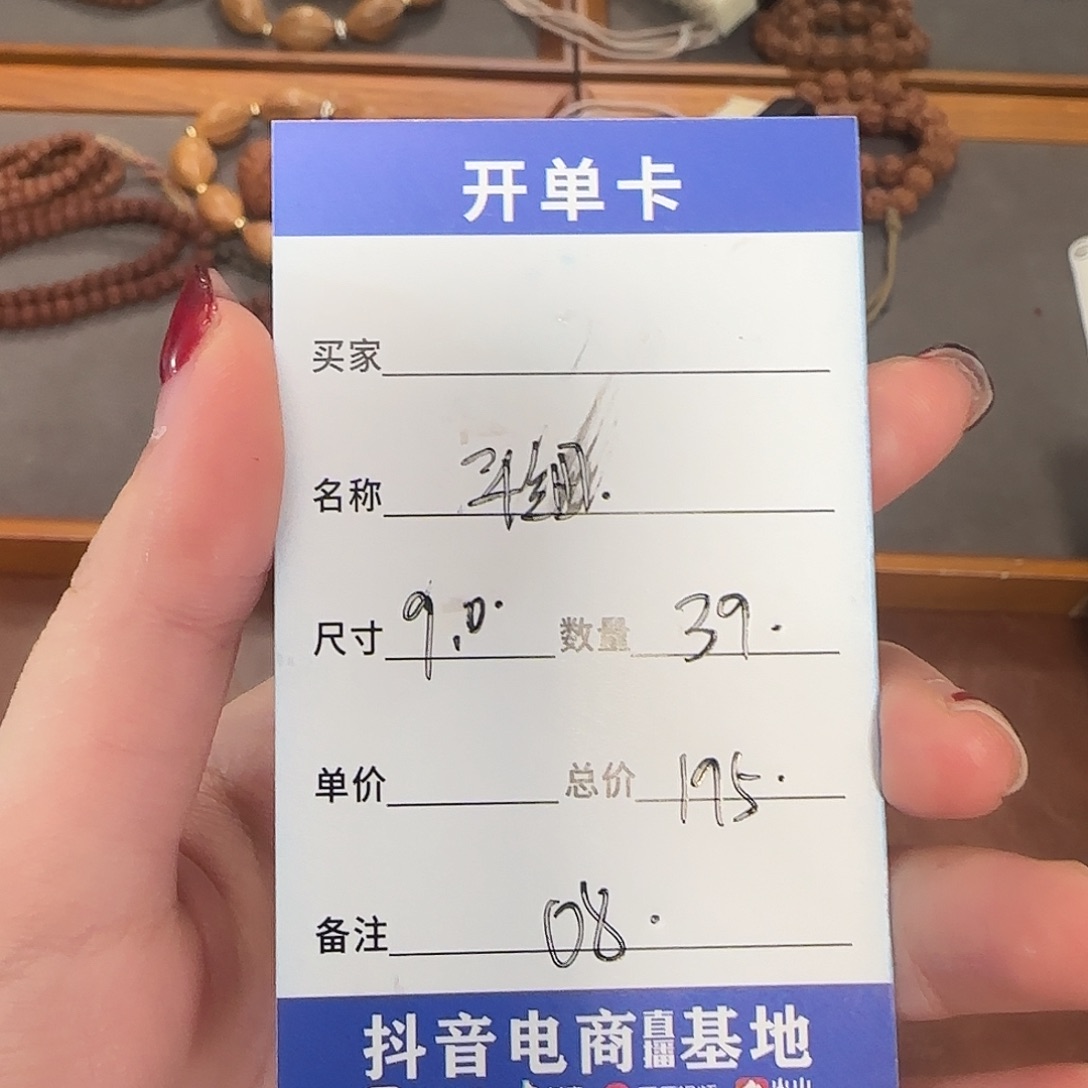 开单卡
买家
名称
尺寸 9.0. 数量 39.
单价 总价 195.
备注 08.
抖音电商直播基地